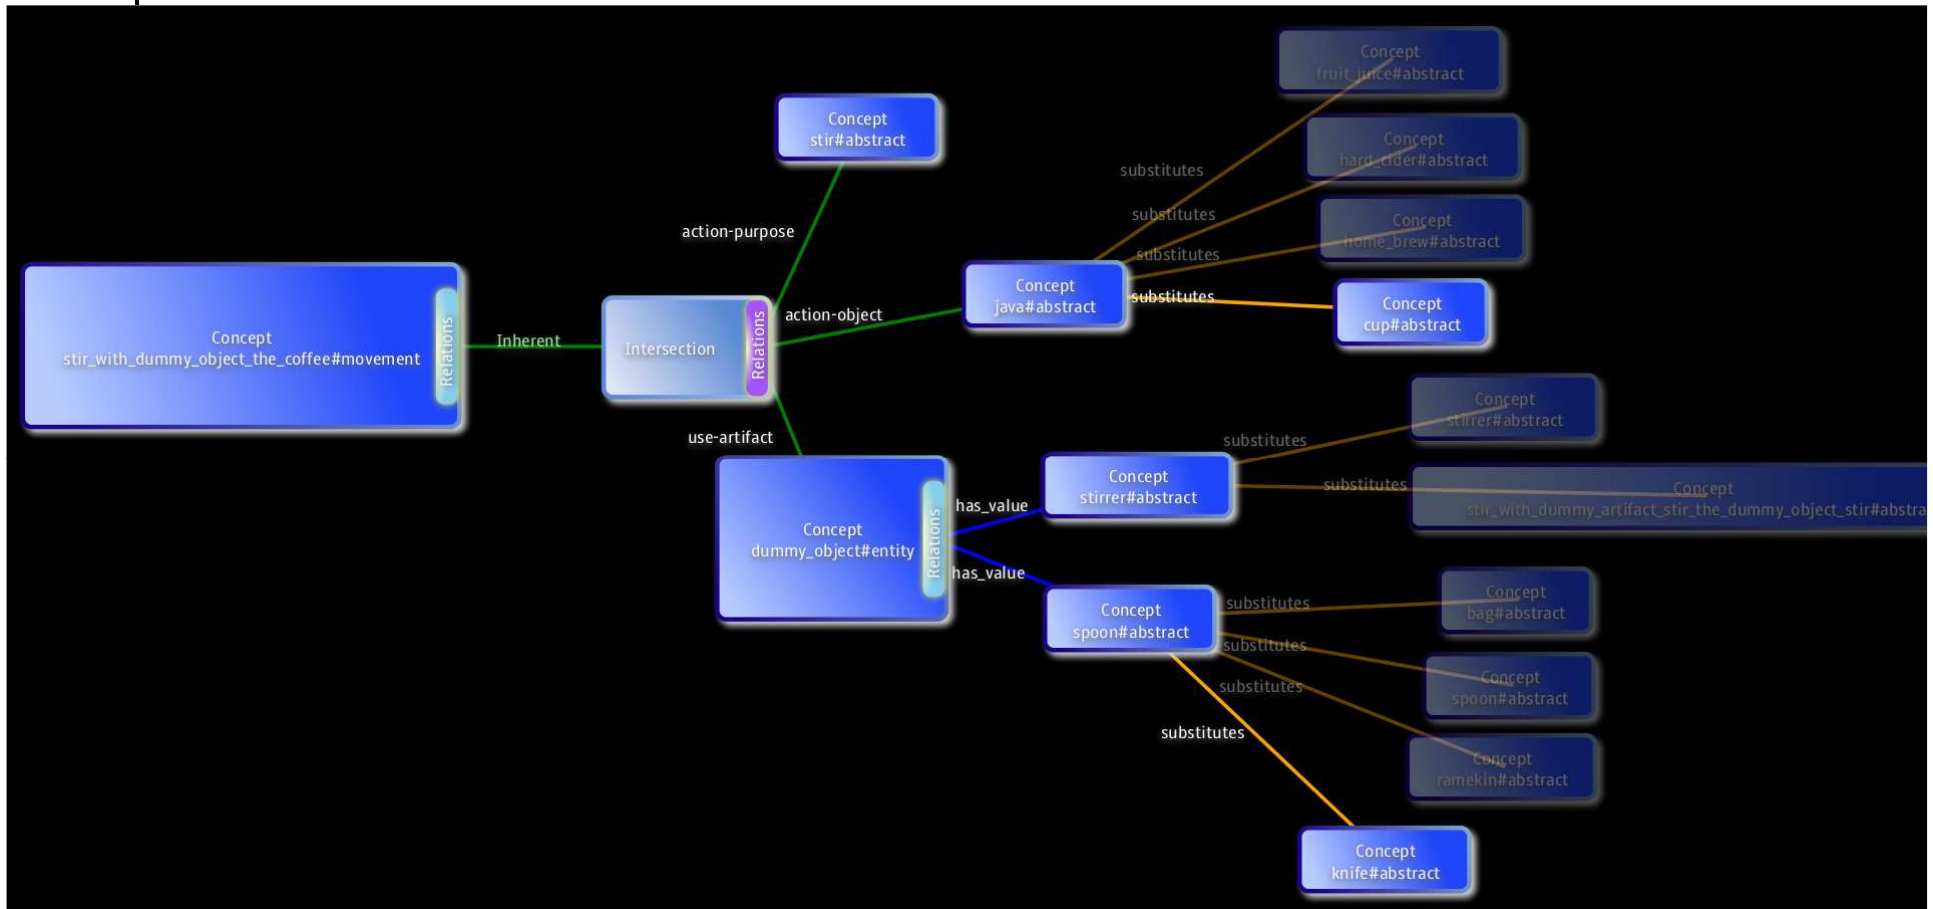 Concept
fruit_juice#abstract
Concept
stir#abstract
Concept
hard_cider#abstract
substitutes
substitutes
action-purpose
Concept
home_brew#abstract
substitutes
Concept
java#abstract
substitutes
Concept
cup#abstract
action-object
Concept
stir_with_dummy_object_the_coffee#movement
Relations
Inherent
Intersection
Relations
use-artifact
Concept
stirrer#abstract
substitutes
Concept
stirrer#abstract
substitutes
Concept
stir_with_dummy_artifact_stir_the_dummy_object_stir#abstra
has_value
Concept
dummy_object#entity
Relations
has_value
Concept
spoon#abstract
substitutes
Concept
bag#abstract
substitutes
Concept
spoon#abstract
substitutes
substitutes
Concept
ramekin#abstract
Concept
knife#abstract